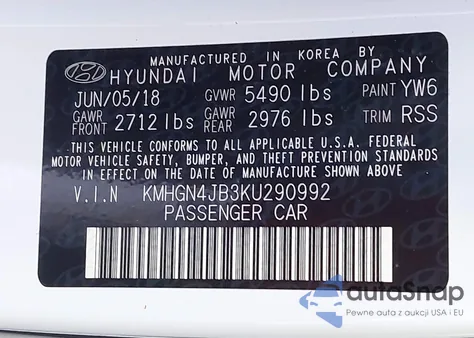 MANUFACTURED IN KOREA BY
HYUNDAI MOTOR COMPANY
JUN/05/18 GVWR 5490 lbs PAINT YW6
GAWR FRONT 2712 lbs GAWR REAR 2976 lbs TRIM RSS
THIS VEHICLE CONFORMS TO ALL APPLICABLE U.S.A. FEDERAL
MOTOR VEHICLE SAFETY, BUMPER, AND THEFT PREVENTION STANDARDS
IN EFFECT ON THE DATE OF MANUFACTURE SHOWN ABOVE
V.I.N KMHGN4JB3KU290992
PASSENGER CAR
autoSnap
Pewne auta z aukcji USA i EU